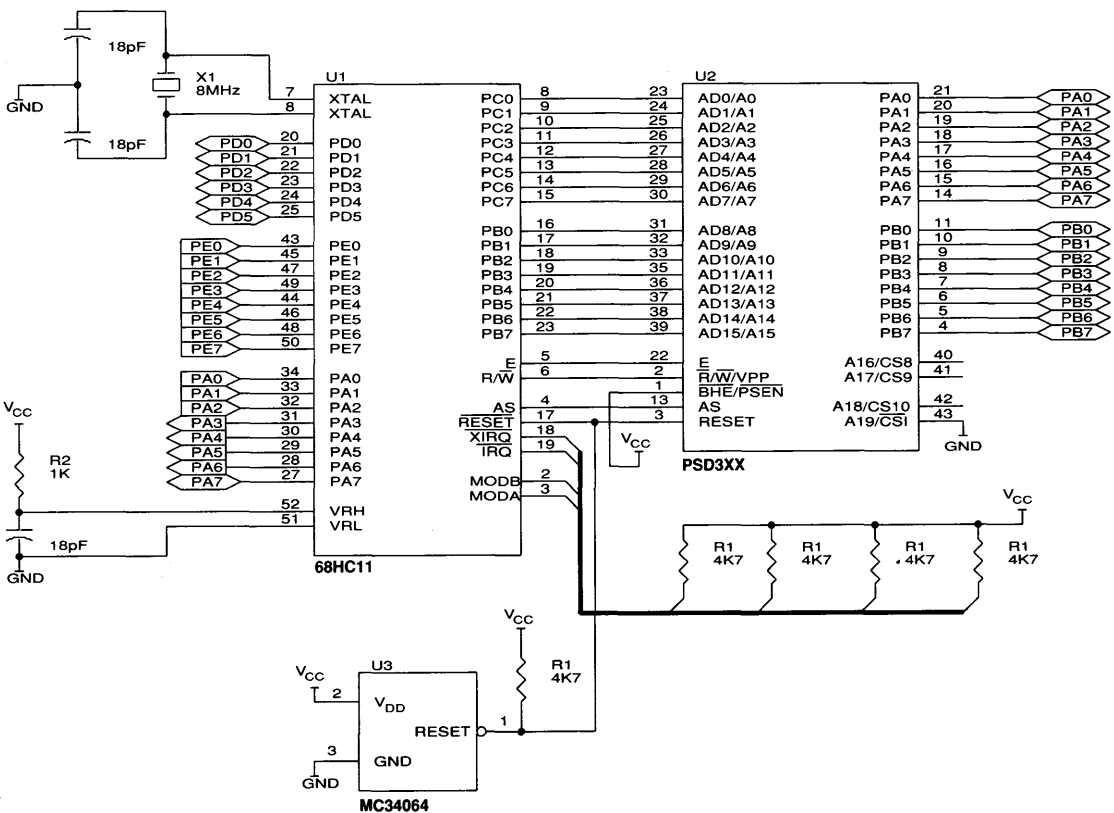 18pF
X1
8MHz
GND
18pF
U1
7 XTAL
8 XTAL
PD0 20 PD0
PD1 21 PD1
PD2 22 PD2
PD3 23 PD3
PD4 24 PD4
PD5 25 PD5
PE0 43 PE0
PE1 45 PE1
PE2 47 PE2
PE3 49 PE3
PE4 44 PE4
PE5 46 PE5
PE6 48 PE6
PE7 50 PE7
PA0 34 PA0
PA1 33 PA1
PA2 32 PA2
PA3 31 PA3
PA4 30 PA4
PA5 29 PA5
PA6 28 PA6
PA7 27 PA7
VCC
R2
1K
52 VRH
51 VRL
18pF
GND
68HC11
PC0 8
PC1 9
PC2 10
PC3 11
PC4 12
PC5 13
PC6 14
PC7 15
PB0 16
PB1 17
PB2 18
PB3 19
PB4 20
PB5 21
PB6 22
PB7 23
E 5
R/W 6
AS 4
RESET 17
XIRQ 18
IRQ 19
MODB 2
MODA 3
U2
23 AD0/A0
24 AD1/A1
25 AD2/A2
26 AD3/A3
27 AD4/A4
28 AD5/A5
29 AD6/A6
30 AD7/A7
31 AD8/A8
32 AD9/A9
33 AD10/A10
35 AD11/A11
36 AD12/A12
37 AD13/A13
38 AD14/A14
39 AD15/A15
22 E
2 R/W/VPP
1 BHE/PSEN
13 AS
3 RESET
VCC
PSD3XX
PA0 21 PA0
PA1 20 PA1
PA2 19 PA2
PA3 18 PA3
PA4 17 PA4
PA5 16 PA5
PA6 15 PA6
PA7 14 PA7
PB0 11 PB0
PB1 10 PB1
PB2 9 PB2
PB3 8 PB3
PB4 7 PB4
PB5 6 PB5
PB6 5 PB6
PB7 4 PB7
A16/CS8 40
A17/CS9 41
A18/CS10 42
A19/CSI 43
GND
VCC
R1
4K7
R1
4K7
R1
4K7
R1
4K7
VCC
R1
4K7
U3
VCC
2 VDD
RESET 1
3 GND
GND
MC34064